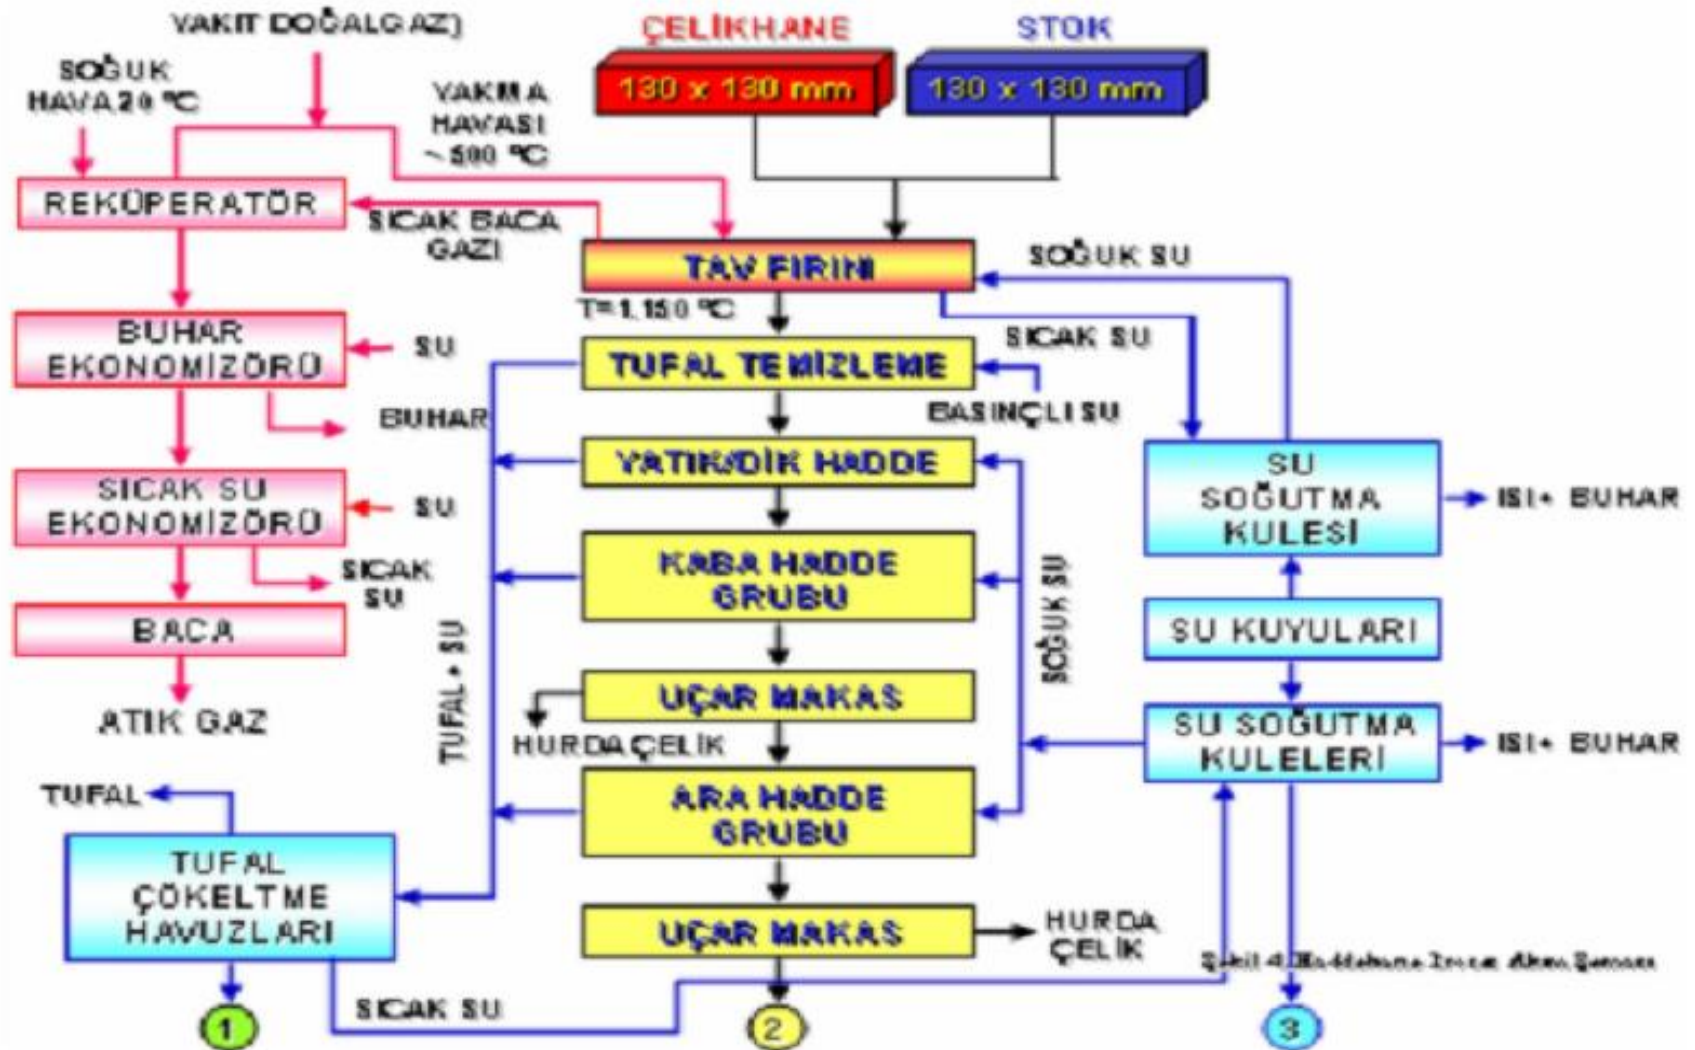 YAKIT DOĞALGAZ)
ÇELİKHANE
STOK
SOĞUK
HAVA 20 °C
YAKMA
HAVASI
~ 500 °C
130 x 130 mm
130 x 130 mm
REKÜPERATÖR
SICAK BACA
GAZI
TAV FIRINI
SOĞUK SU
T=1.150 °C
SICAK SU
BUHAR
EKONOMİZÖRÜ
SU
TUFAL TEMİZLEME
BUHAR
BASINÇLI SU
YATIK/DİK HADDE
SU
SOĞUTMA
KULESİ
ISI+ BUHAR
SICAK SU
EKONOMİZÖRÜ
SU
SICAK
SU
KABA HADDE
GRUBU
SOĞUK SU
SU KUYULARI
BACA
TUFAL + SU
ATIK GAZ
UÇAR MAKAS
HURDA ÇELİK
SU SOĞUTMA
KULELERİ
ISI+ BUHAR
TUFAL
ARA HADDE
GRUBU
TUFAL
ÇÖKELTME
HAVUZLARI
UÇAR MAKAS
HURDA
ÇELİK
Şekil 4
SICAK SU
1
2
3